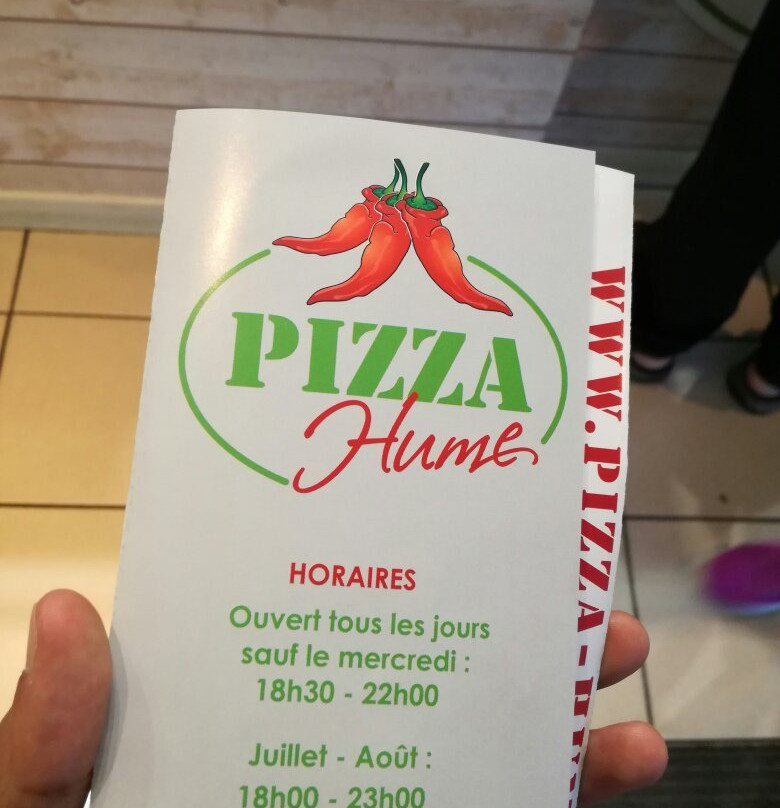 PIZZA
Hume
HORAIRES
Ouvert tous les jours
sauf le mercredi :
18h30 - 22h00
Juillet - Août :
18h00 - 23h00
WWW.PIZZA-